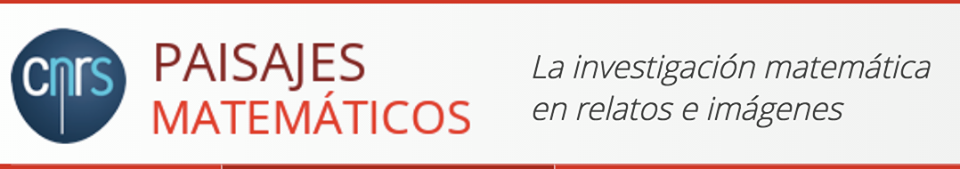 cnrs
PAISAJES
MATEMÁTICOS
La investigación matemática
en relatos e imágenes